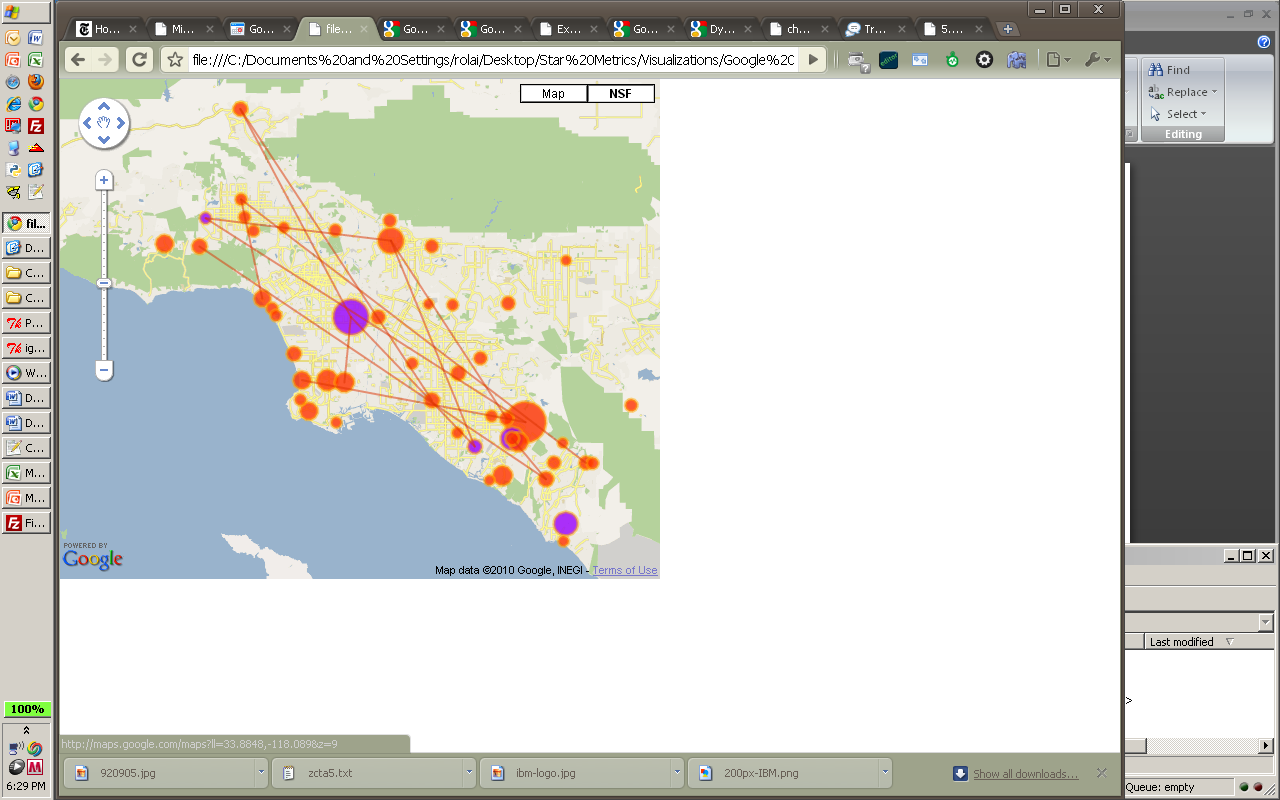 Ho...
Mi...
Go...
file...
Go...
Go...
Ex...
Go...
Dy...
ch...
Tr...
5....
file:///C:/Documents%20and%20Settings/rolai/Desktop/Star%20Metrics/Visualizations/Google%2C
Map
NSF
Find
Replace
Select
Editing
fil...
D...
C...
C...
P...
ig...
W...
D...
D...
C...
M...
M...
Fi...
POWERED BY
Google
Map data ©2010 Google, INEGI - Terms of Use
Last modified
>
100%
http://maps.google.com/maps?ll=33.8848,-118.089&z=9
920905.jpg
zcta5.txt
ibm-logo.jpg
200px-IBM.png
Show all downloads...
Queue: empty
6:29 PM